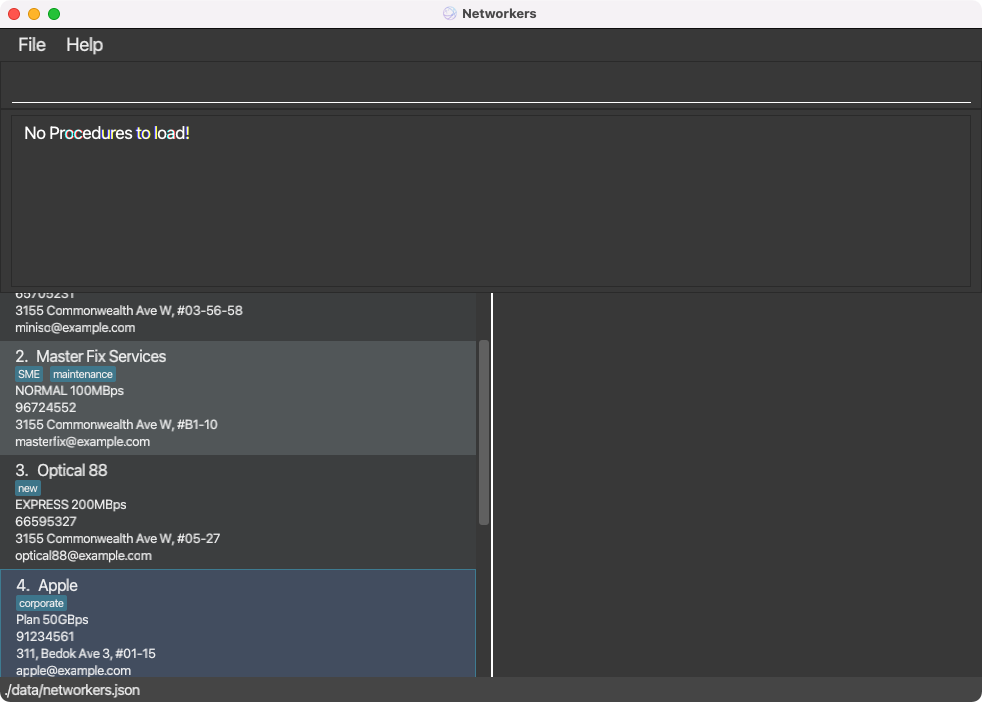 Networkers
File Help
No Procedures to load!
65705231
3155 Commonwealth Ave W, #03-56-58
miniso@example.com
2. Master Fix Services
SME maintenance
NORMAL 100MBps
96724552
3155 Commonwealth Ave W, #B1-10
masterfix@example.com
3. Optical 88
new
EXPRESS 200MBps
66595327
3155 Commonwealth Ave W, #05-27
optical88@example.com
4. Apple
corporate
Plan 50GBps
91234561
311, Bedok Ave 3, #01-15
apple@example.com
./data/networkers.json